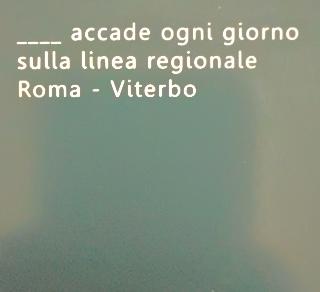 ____ accade ogni giorno
sulla linea regionale
Roma - Viterbo